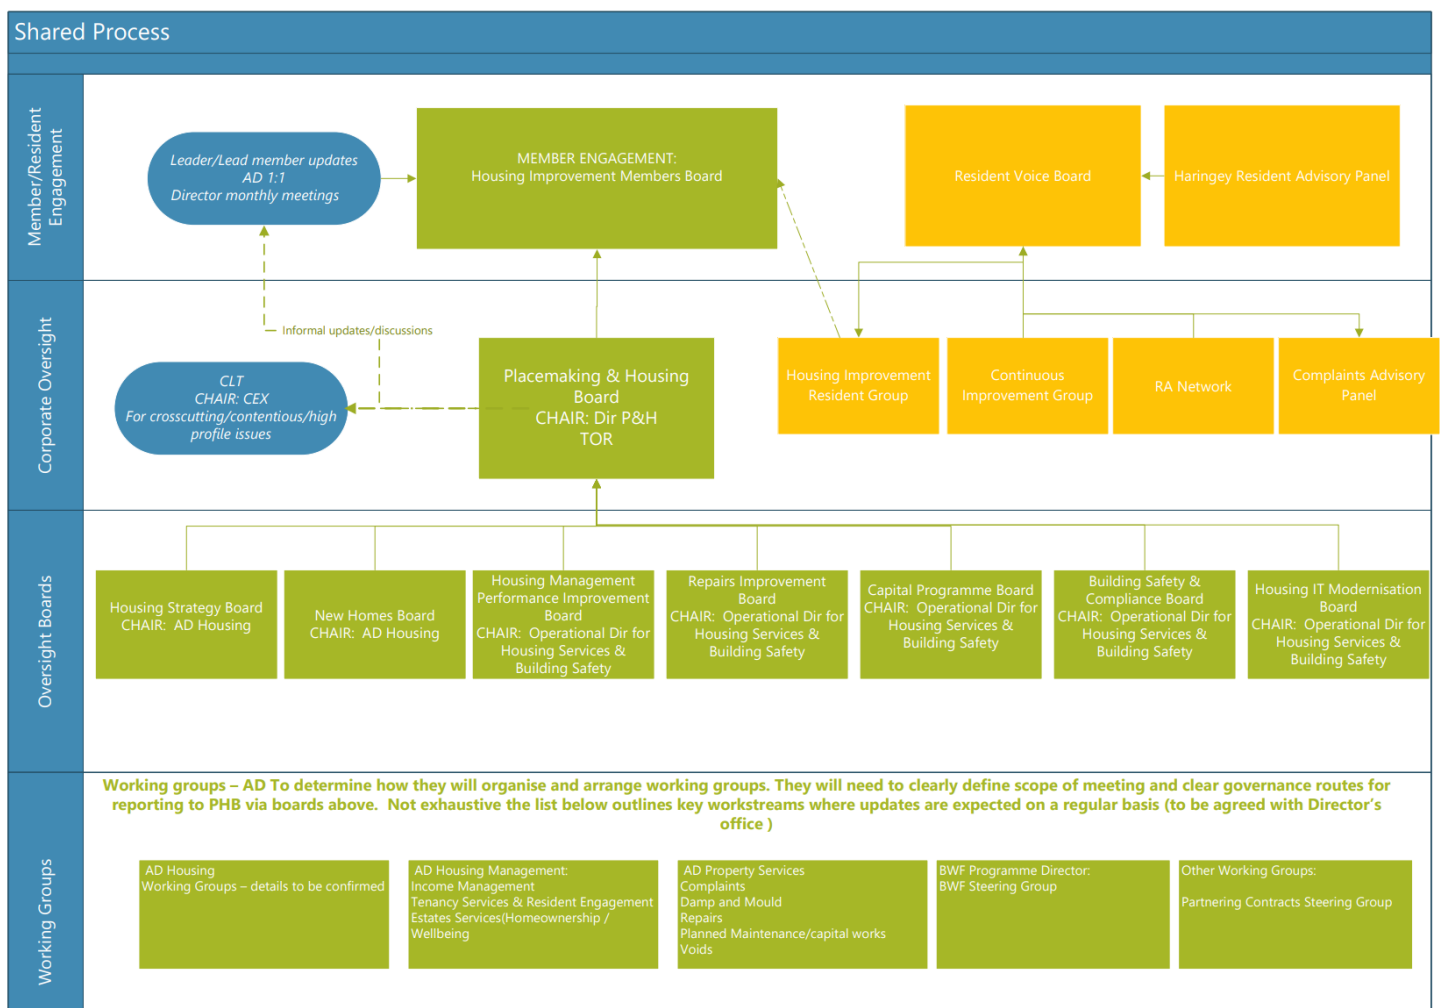 Shared Process
Member/Resident
Engagement
Leader/Lead member updates
AD 1:1
Director monthly meetings
MEMBER ENGAGEMENT:
Housing Improvement Members Board
Resident Voice Board
Haringey Resident Advisory Panel
Corporate Oversight
Informal updates/discussions
CLT
CHAIR: CEX
For crosscutting/contentious/high
profile issues
Placemaking & Housing
Board
CHAIR: Dir P&H
TOR
Housing Improvement
Resident Group
Continuous
Improvement Group
RA Network
Complaints Advisory
Panel
Oversight Boards
Housing Strategy Board
CHAIR: AD Housing
New Homes Board
CHAIR: AD Housing
Housing Management
Performance Improvement
Board
CHAIR: Operational Dir for
Housing Services &
Building Safety
Repairs Improvement
Board
CHAIR: Operational Dir for
Housing Services &
Building Safety
Capital Programme Board
CHAIR: Operational Dir for
Housing Services &
Building Safety
Building Safety &
Compliance Board
CHAIR: Operational Dir for
Housing Services &
Building Safety
Housing IT Modernisation
Board
CHAIR: Operational Dir for
Housing Services &
Building Safety
Working Groups
Working groups – AD To determine how they will organise and arrange working groups. They will need to clearly define scope of meeting and clear governance routes for
reporting to PHB via boards above. Not exhaustive the list below outlines key workstreams where updates are expected on a regular basis (to be agreed with Director's
office )
AD Housing
Working Groups – details to be confirmed
AD Housing Management:
Income Management
Tenancy Services & Resident Engagement
Estates Services(Homeownership /
Wellbeing
AD Property Services
Complaints
Damp and Mould
Repairs
Planned Maintenance/capital works
Voids
BWF Programme Director:
BWF Steering Group
Other Working Groups:
Partnering Contracts Steering Group